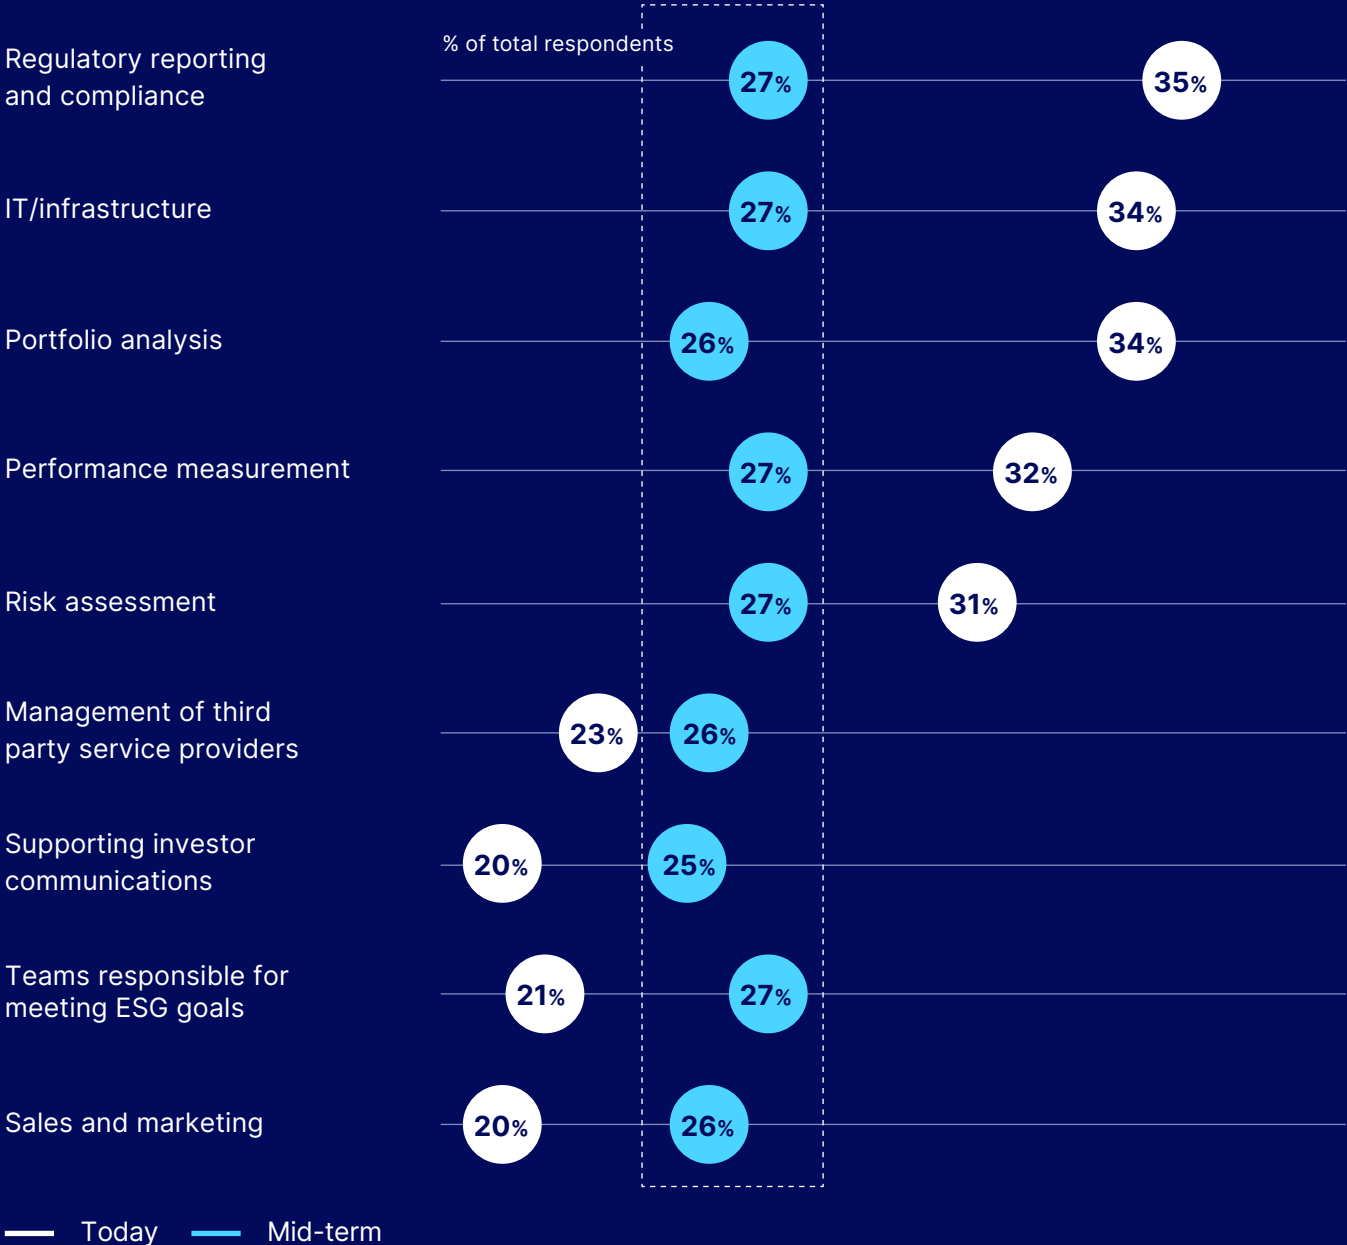 % of total respondents
Regulatory reporting
and compliance
27%
35%
IT/infrastructure
27%
34%
Portfolio analysis
26%
34%
Performance measurement
27%
32%
Risk assessment
27%
31%
Management of third
party service providers
23%
26%
Supporting investor
communications
20%
25%
Teams responsible for
meeting ESG goals
21%
27%
Sales and marketing
20%
26%
Today
Mid-term